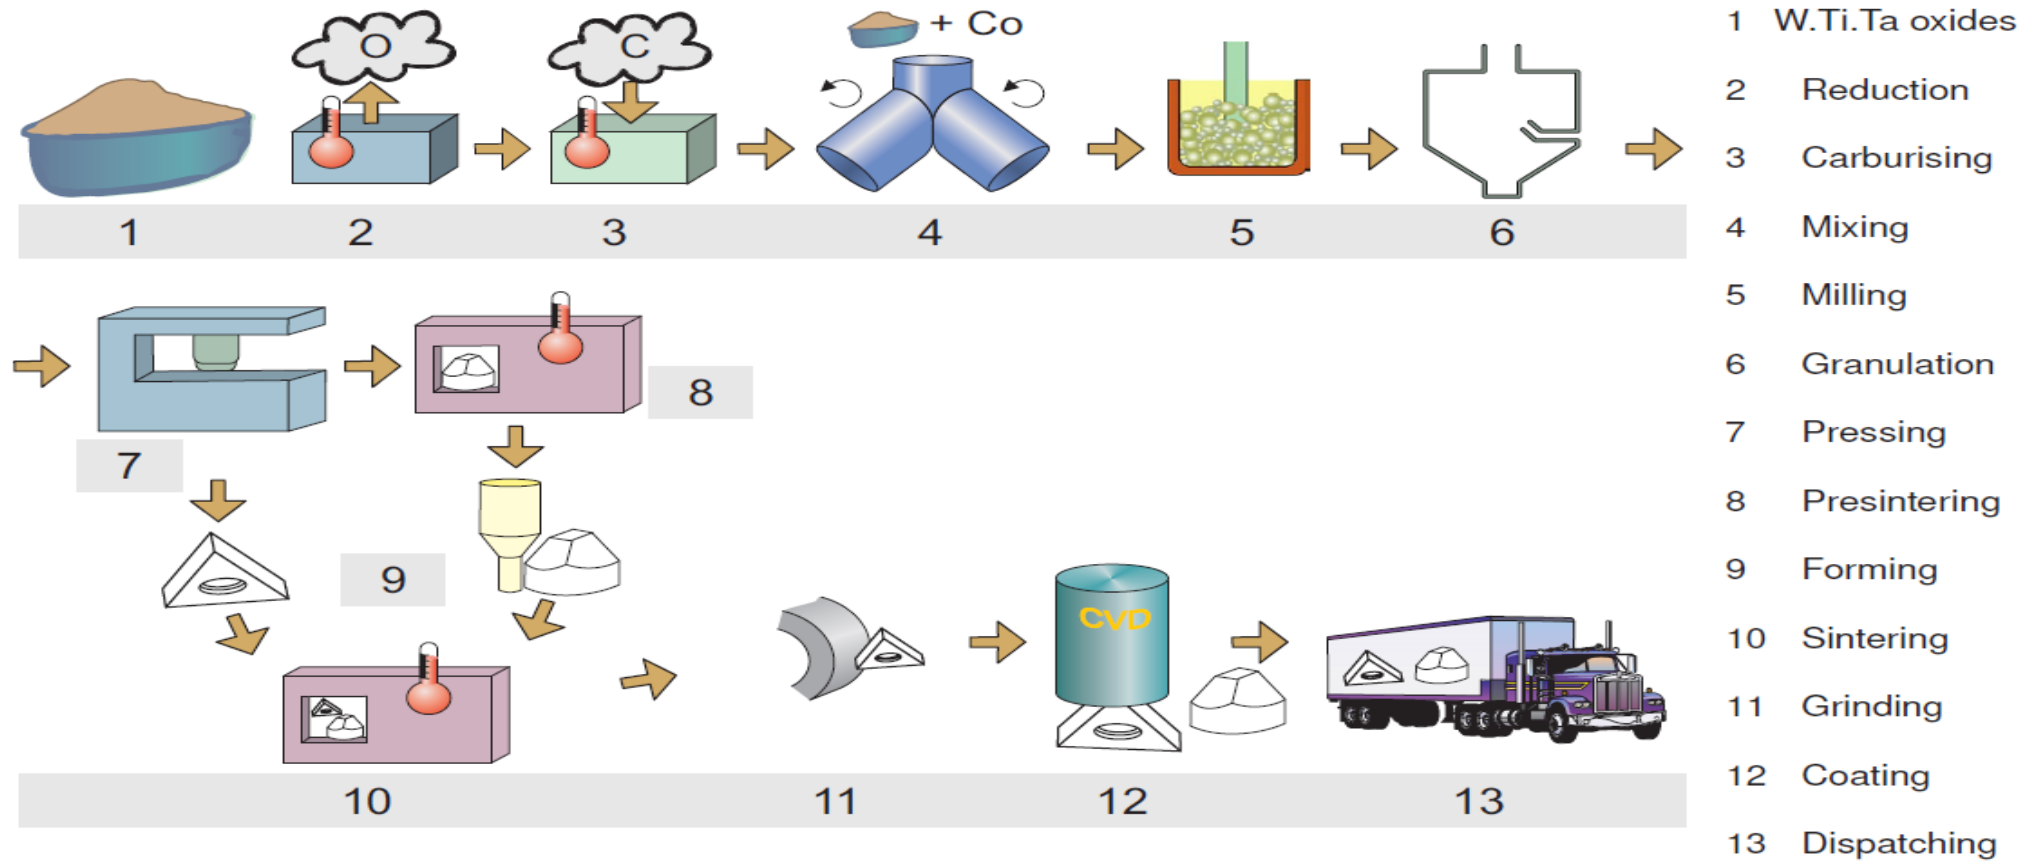 O
C
+ Co
1 2 3 4 5 6
7
8
9
CVD
10 11 12 13
1 W.Ti.Ta oxides
2 Reduction
3 Carburising
4 Mixing
5 Milling
6 Granulation
7 Pressing
8 Presintering
9 Forming
10 Sintering
11 Grinding
12 Coating
13 Dispatching